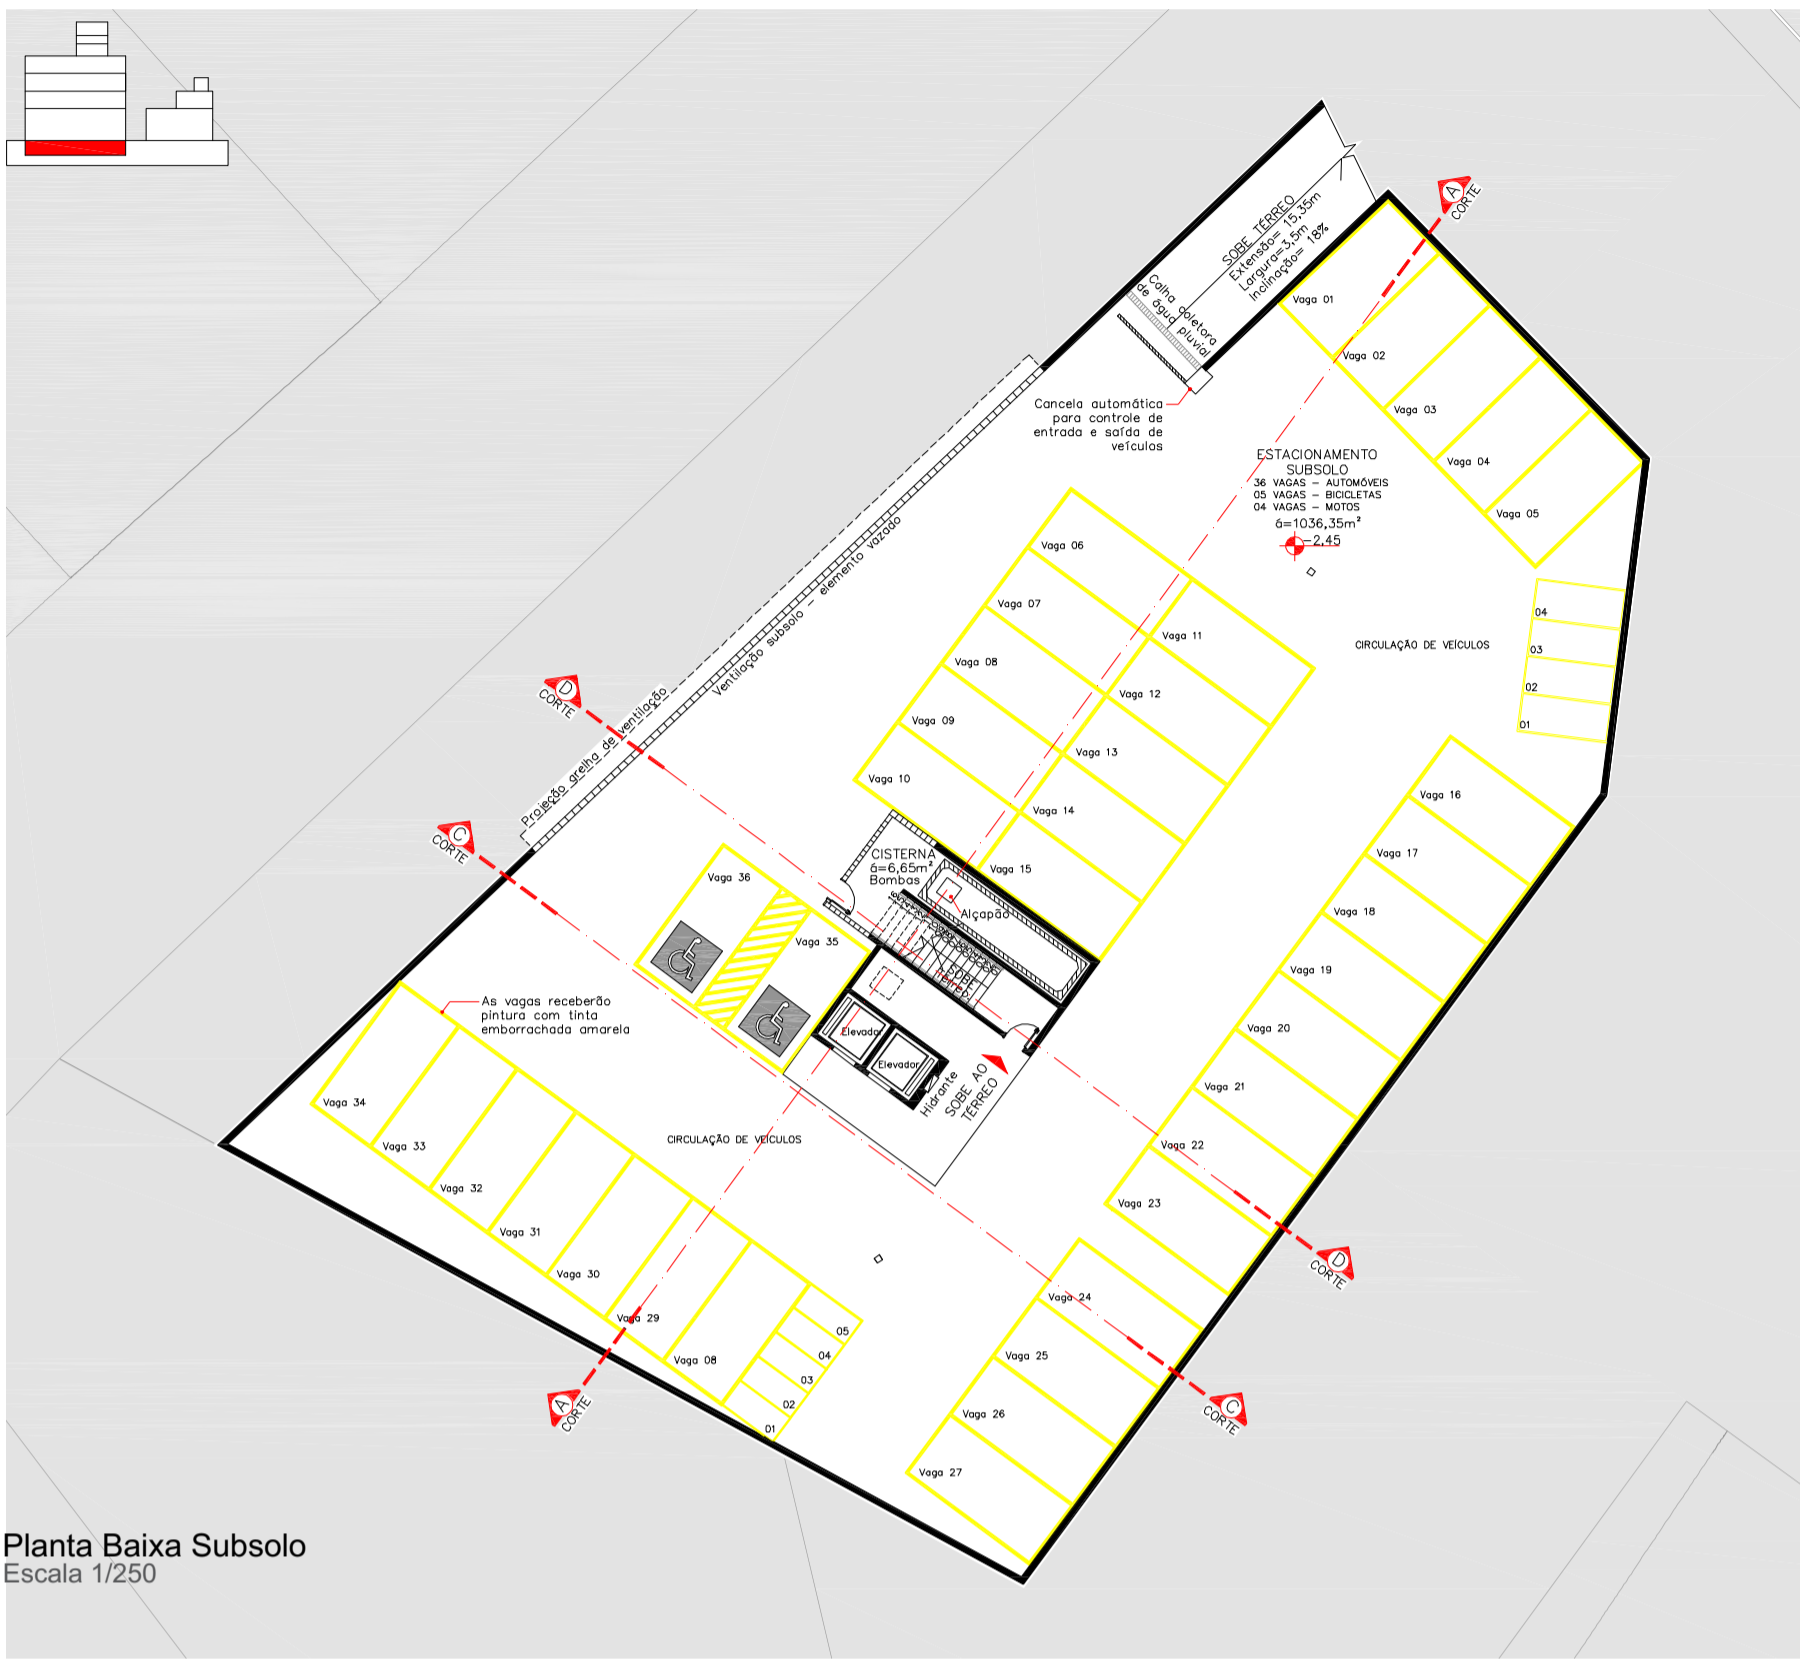 A
CORTE
SOBE TÉRREO
Extensão= 15,35m
Largura=3,5m
Inclinação= 18%
Calha coletora
de água pluvial
Vaga 01
Vaga 02
Vaga 03
Vaga 04
Vaga 05
Cancela automática
para controle de
entrada e saída de
veículos
ESTACIONAMENTO
SUBSOLO
36 VAGAS – AUTOMÓVEIS
05 VAGAS – BICICLETAS
04 VAGAS – MOTOS
á=1036,35m²
-2,45
Ventilação subsolo – elemento vazado
Projeção grelha de ventilação
Vaga 06
Vaga 07
Vaga 08
Vaga 09
Vaga 10
Vaga 11
Vaga 12
Vaga 13
Vaga 14
Vaga 15
CIRCULAÇÃO DE VEÍCULOS
04
03
02
01
D
CORTE
C
CORTE
Vaga 16
Vaga 17
Vaga 18
Vaga 19
Vaga 20
Vaga 21
Vaga 22
Vaga 23
CISTERNA
á=6,65m²
Bombas
Alçapão
SOBE
Elevador
Elevador
Hidrante
SOBE AO
TÉRREO
Vaga 36
Vaga 35
As vagas receberão
pintura com tinta
emborrachada amarela
Vaga 34
Vaga 33
Vaga 32
Vaga 31
Vaga 30
Vaga 29
Vaga 08
CIRCULAÇÃO DE VEÍCULOS
05
04
03
02
01
Vaga 24
Vaga 25
Vaga 26
Vaga 27
D
CORTE
C
CORTE
A
CORTE
Planta Baixa Subsolo
Escala 1/250